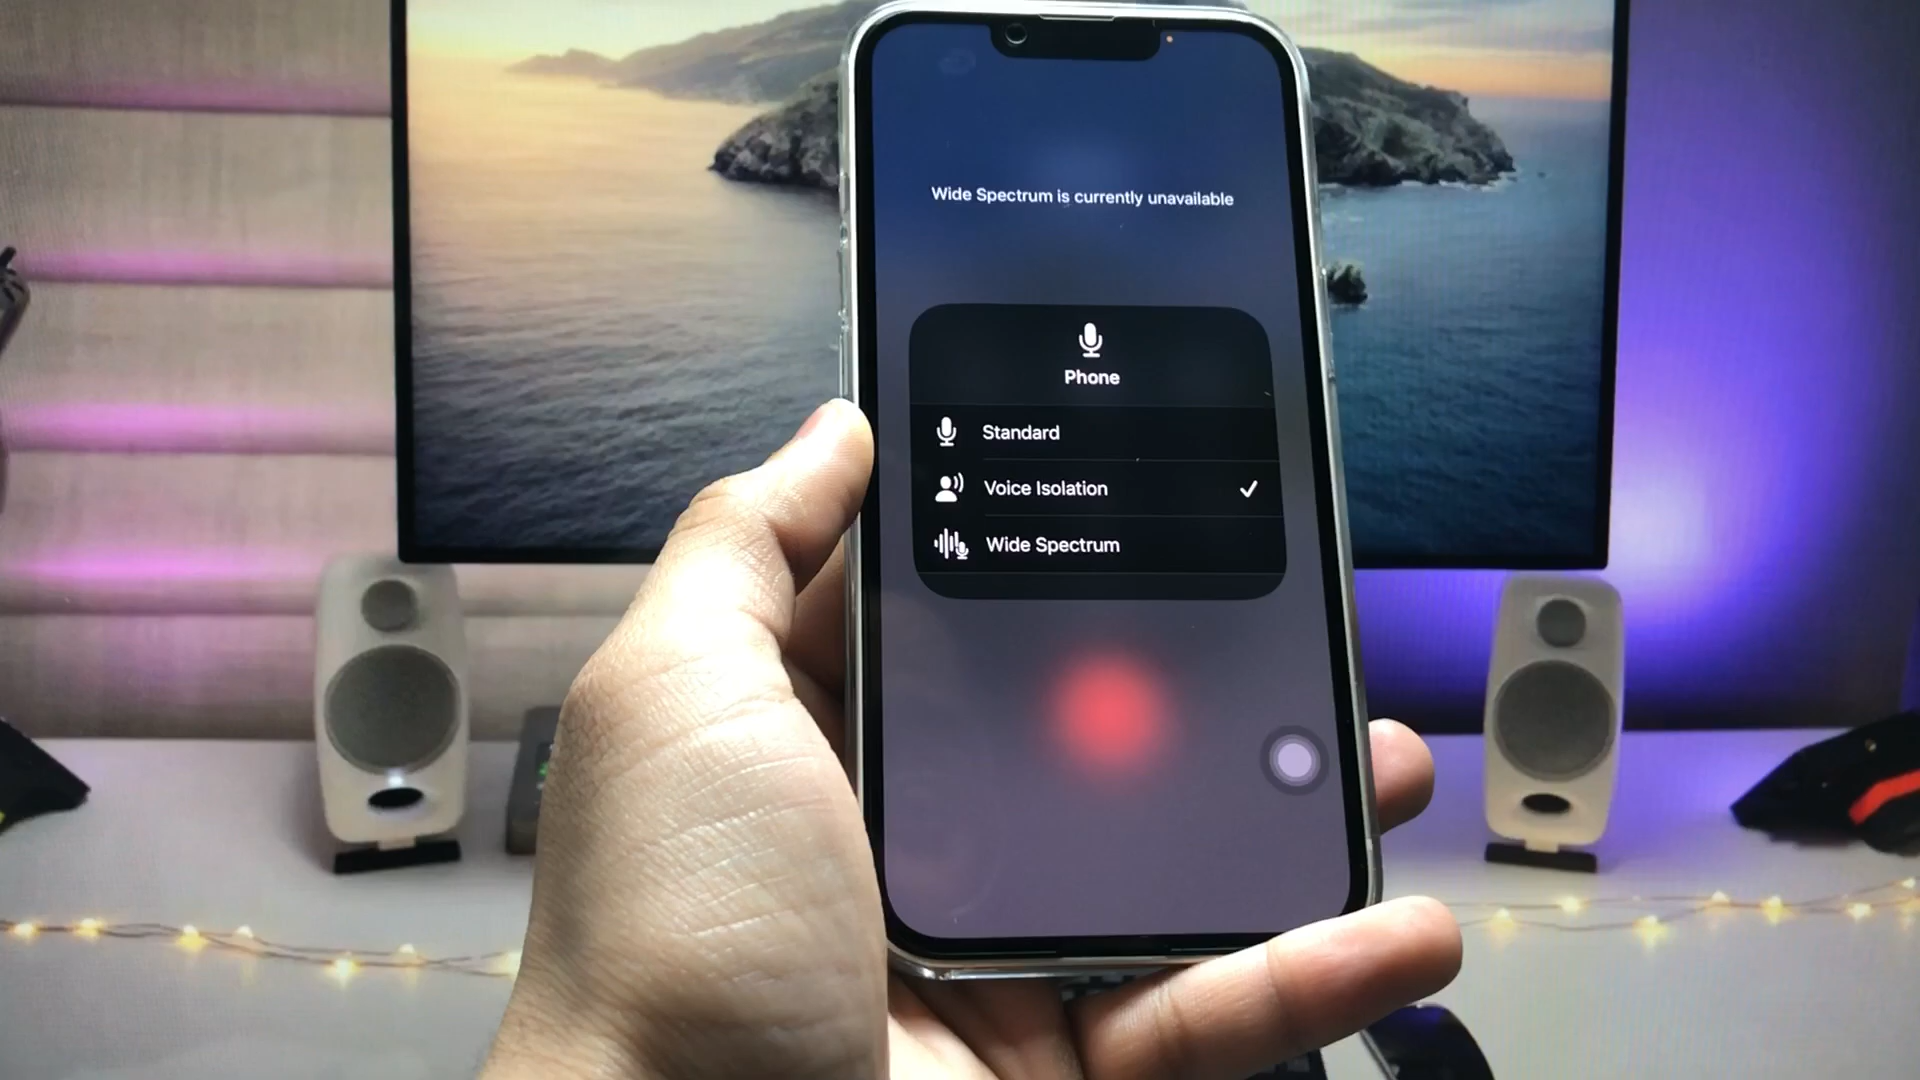 Wide Spectrum is currently unavailable
Phone
Standard
Voice Isolation
Wide Spectrum